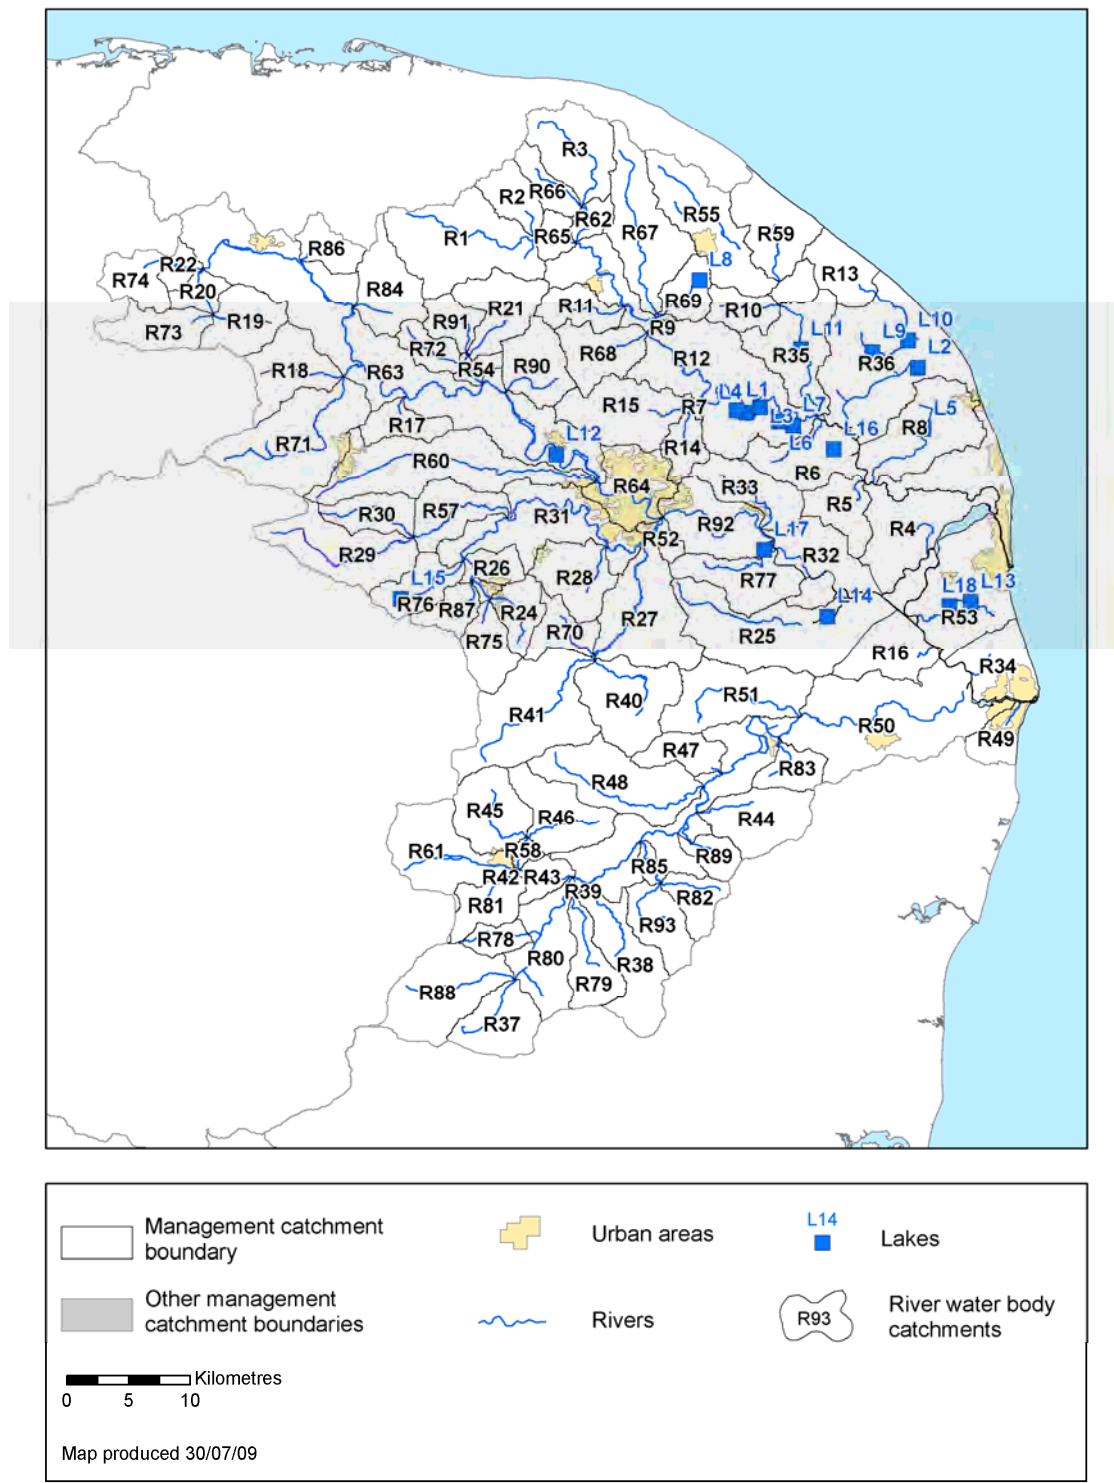 R3
R66
R2
R62
R55
R1
R65
R67
R59
R86
L8
R22
R13
R74
R20
R84
R69
R21
R11
R10
L10
R73
R19
R91
R9
L11
L9
L2
R72
R68
R12
R35
R36
R18
R63
R54
R90
L4
L1
R15
R7
L7
L5
L3
R17
R8
L16
R71
L12
R14
L6
R60
R6
R64
R33
R5
R30
R57
R31
R92
R4
L17
R52
R29
R32
R26
R28
R77
L15
L18
L13
R76
R87
R24
L14
R27
R53
R75
R70
R25
R16
R34
R40
R51
R41
R50
R49
R47
R83
R48
R45
R46
R44
R61
R58
R89
R42
R43
R85
R39
R81
R82
R93
R78
R80
R38
R79
R88
R37
Management catchment
boundary
Urban areas
L14
Lakes
Other management
catchment boundaries
Rivers
R93
River water body
catchments
Kilometres
0 5 10
Map produced 30/07/09